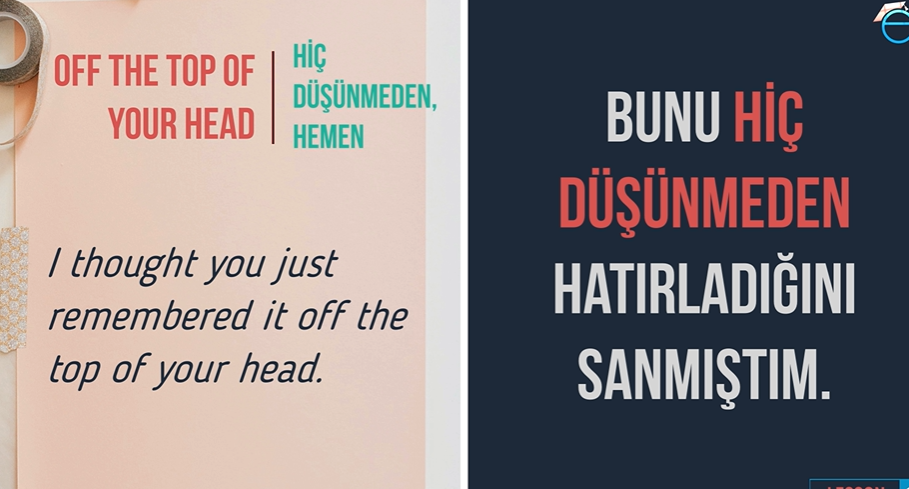 OFF THE TOP OF
YOUR HEAD
HİÇ
DÜŞÜNMEDEN,
HEMEN
I thought you just
remembered it off the
top of your head.
BUNU HİÇ
DÜŞÜNMEDEN
HATIRLADIĞINI
SANMIŞTIM.